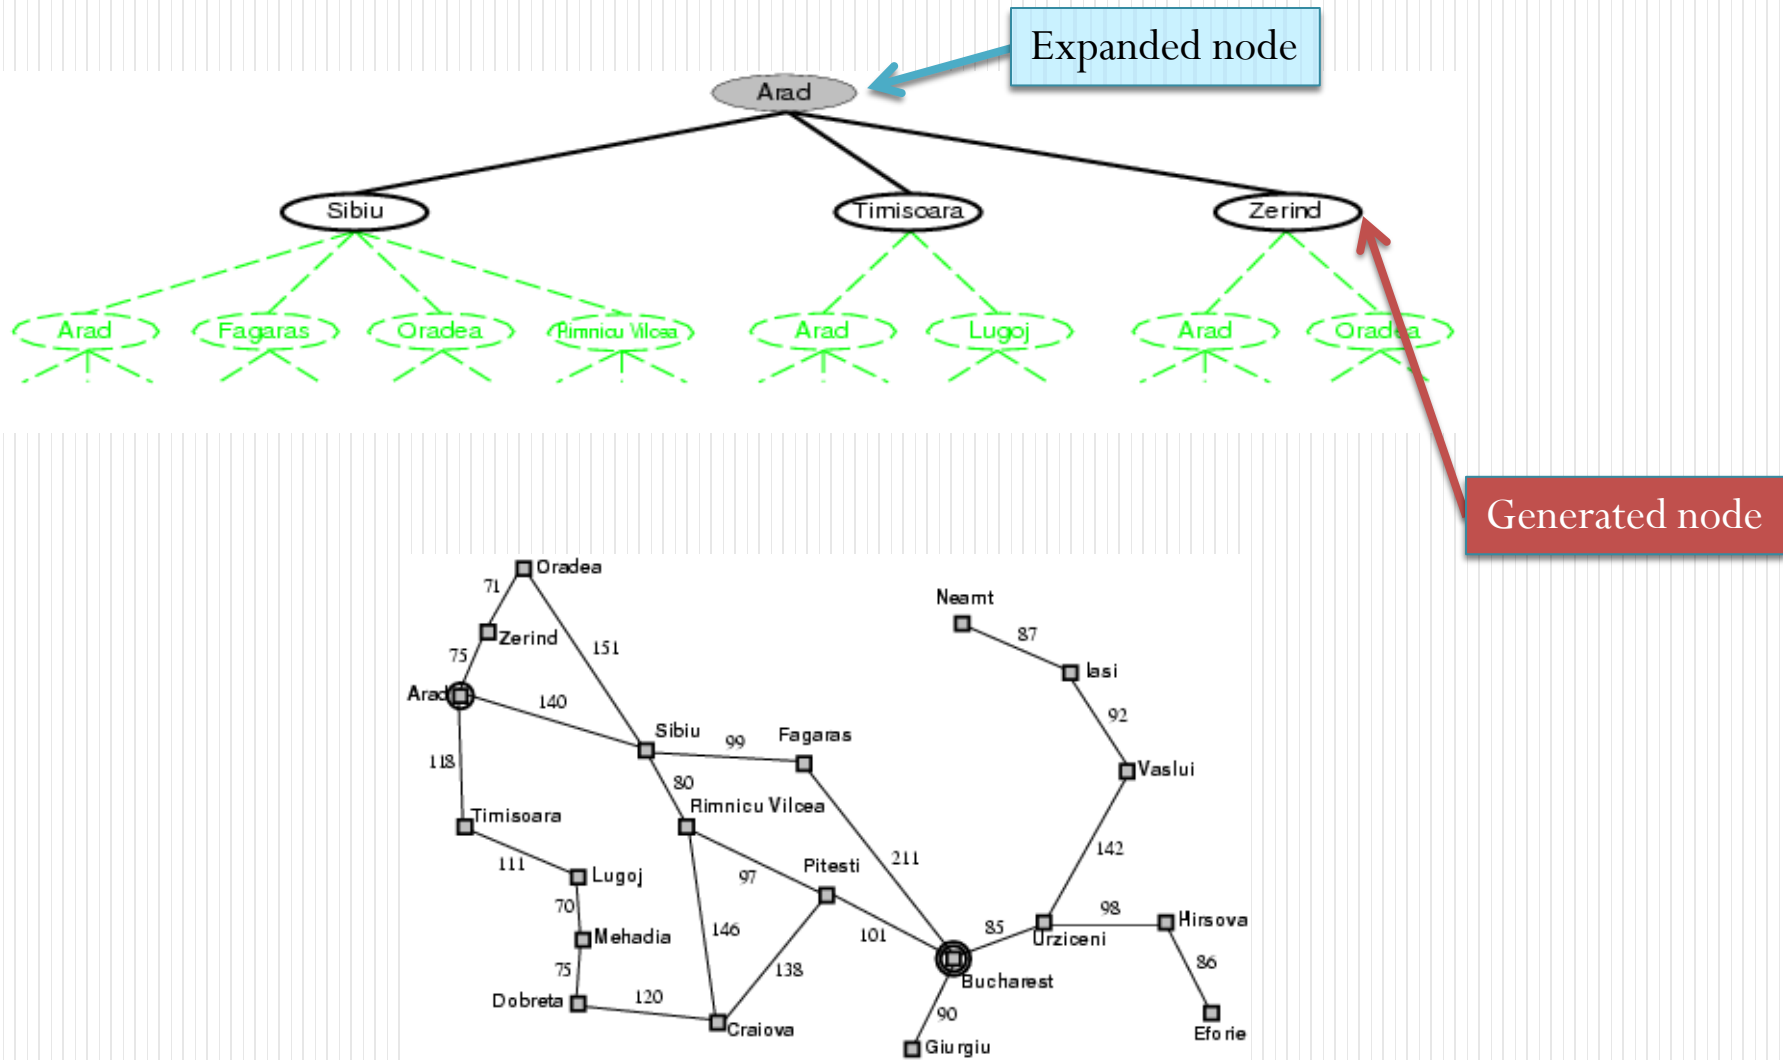 Expanded node
Arad
Sibiu
Timisoara
Zerind
Arad
Fagaras
Oradea
Rimnicu Vilcea
Arad
Lugoj
Arad
Oradea
Generated node
Oradea
71
Neamt
87
Zerind
151
75
Iasi
Arad
140
92
Sibiu
Fagaras
99
118
Vaslui
80
Timisoara
Rimnicu Vilcea
142
111
Lugoj
97
Pitesti
211
70
98
Hirsova
Mehadia
146
101
85
Urziceni
75
138
86
Dobreta
120
Bucharest
Craiova
90
Eforie
Giurgiu